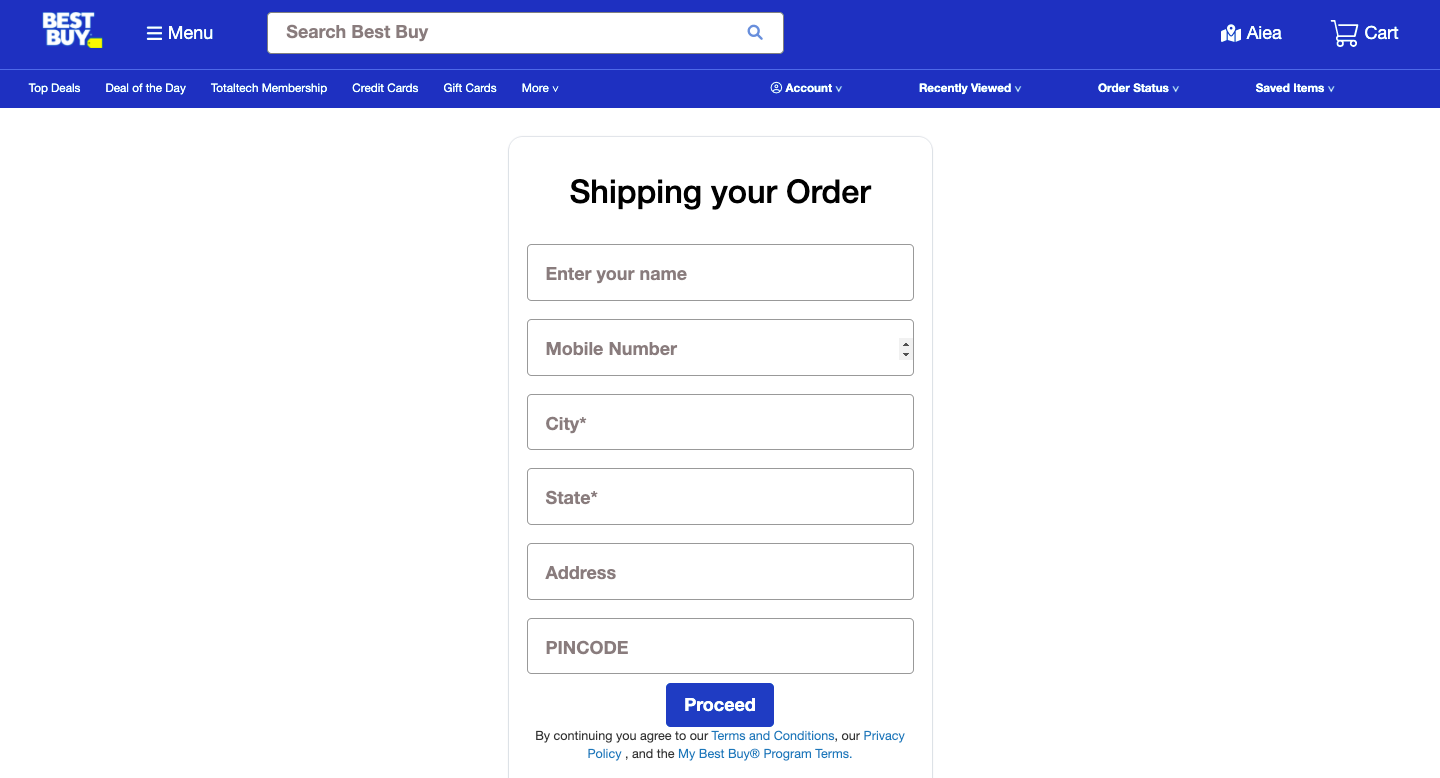 BEST BUY
Menu
Search Best Buy
Aiea
Cart
Top Deals
Deal of the Day
Totaltech Membership
Credit Cards
Gift Cards
More
Account
Recently Viewed
Order Status
Saved Items
Shipping your Order
Enter your name
Mobile Number
City*
State*
Address
PINCODE
Proceed
By continuing you agree to our Terms and Conditions, our Privacy
Policy , and the My Best Buy® Program Terms.